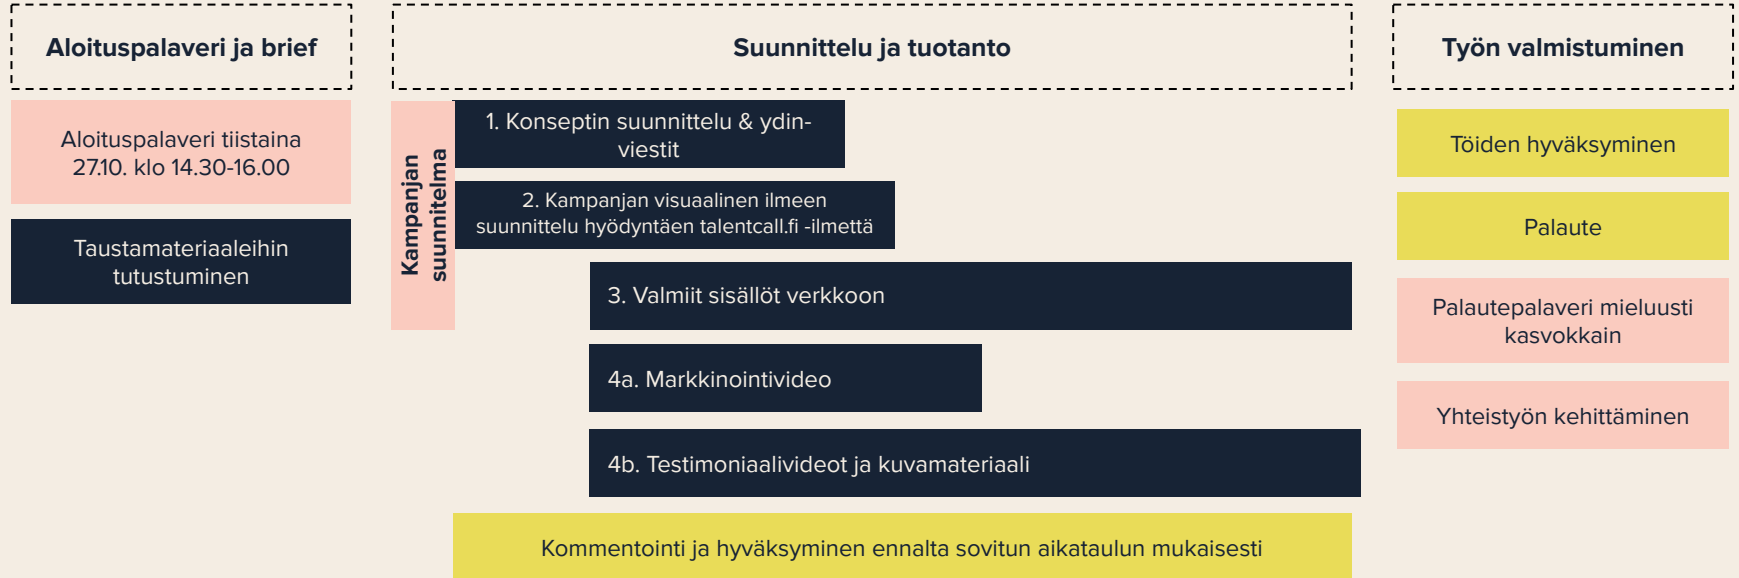 Aloituspalaveri ja brief
Aloituspalaveri tiistaina
27.10. klo 14.30-16.00
Taustamateriaaleihin
tutustuminen
Suunnittelu ja tuotanto
Kampanjan
suunnitelma
1. Konseptin suunnittelu & ydin-
viestit
2. Kampanjan visuaalinen ilmeen
suunnittelu hyödyntäen talentcall.fi -ilmettä
3. Valmiit sisällöt verkkoon
4a. Markkinointivideo
4b. Testimoniaalivideot ja kuvamateriaali
Kommentointi ja hyväksyminen ennalta sovitun aikataulun mukaisesti
Työn valmistuminen
Töiden hyväksyminen
Palaute
Palautepalaveri mieluusti
kasvokkain
Yhteistyön kehittäminen